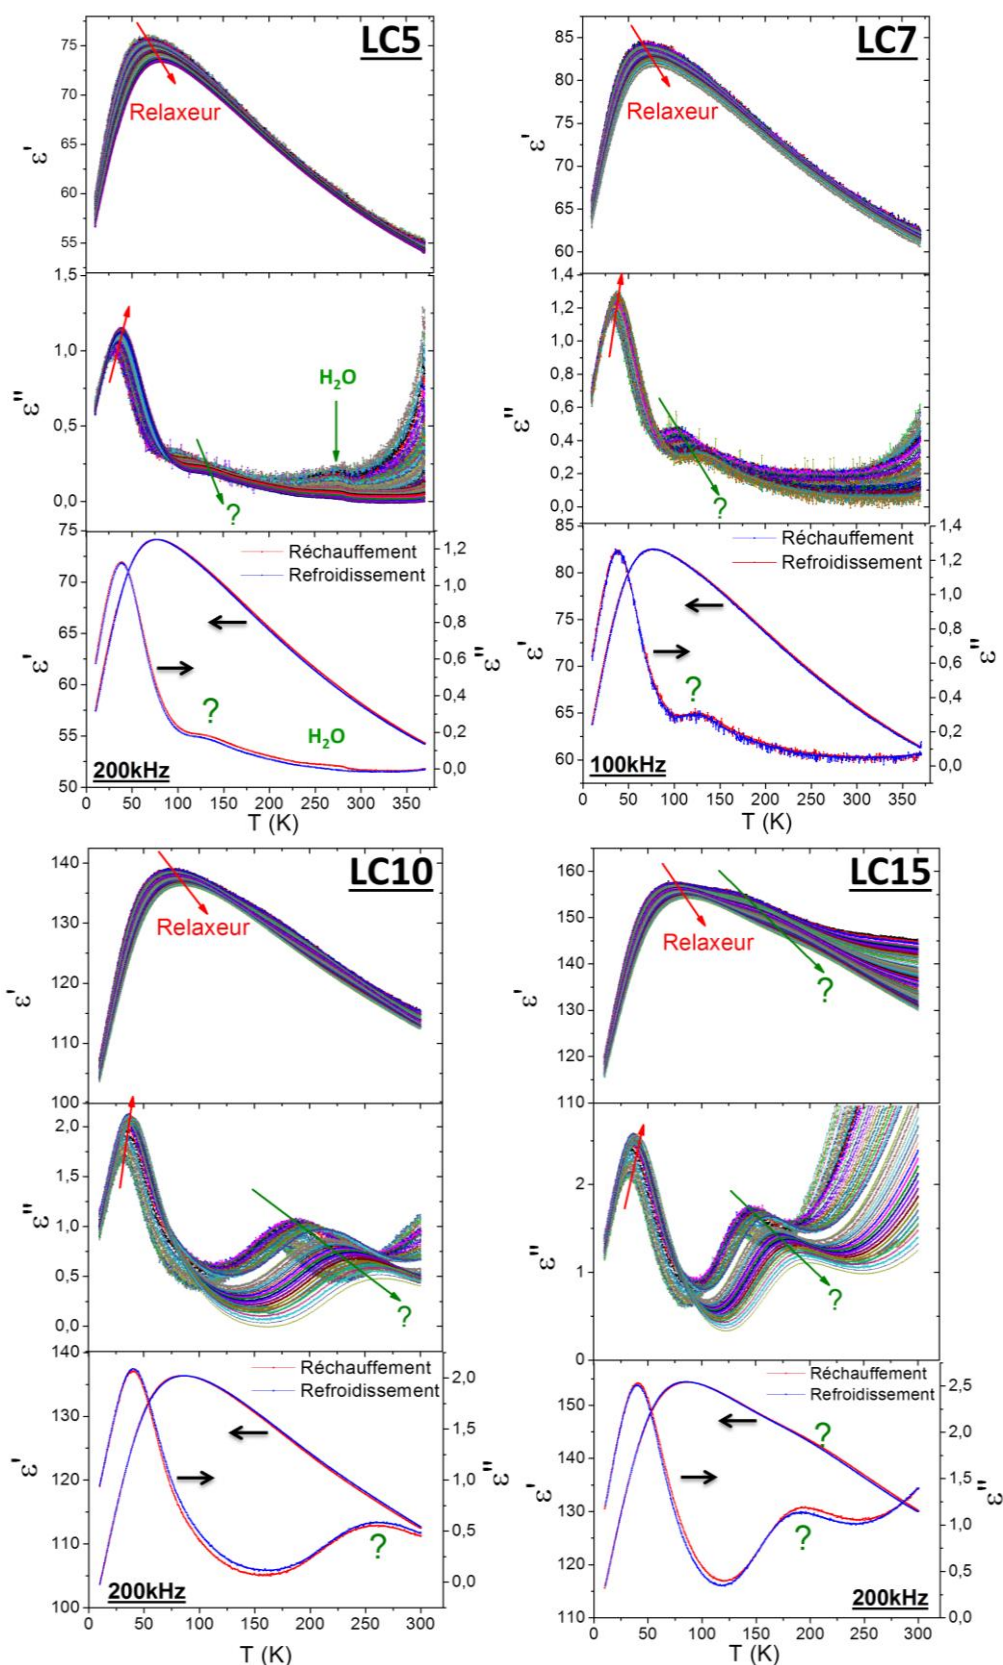 LC5
75
70
65
60
55
ε'
Relaxeur
1,5
1,0
0,5
0,0
ε''
H₂O
?
75
70
65
60
55
50
ε'
Réchauffement
Refroidissement
1,2
1,0
0,8
0,6
0,4
0,2
0,0
ε''
?
H₂O
200kHz
0 50 100 150 200 250 300 350
T (K)
LC7
85
80
75
70
65
60
ε'
Relaxeur
1,4
1,2
1,0
0,8
0,6
0,4
0,2
0,0
ε''
?
85
80
75
70
65
60
ε'
Réchauffement
Refroidissement
1,4
1,2
1,0
0,8
0,6
0,4
0,2
0,0
ε''
?
100kHz
0 50 100 150 200 250 300 350
T (K)
LC10
140
130
120
110
100
ε'
Relaxeur
2,0
1,5
1,0
0,5
0,0
ε''
?
140
130
120
110
100
ε'
Réchauffement
Refroidissement
2,0
1,5
1,0
0,5
0,0
ε''
?
200kHz
0 50 100 150 200 250 300
T (K)
LC15
160
150
140
130
120
110
ε'
Relaxeur
?
2
1
0
ε''
?
150
140
130
120
110
ε'
Réchauffement
Refroidissement
2,5
2,0
1,5
1,0
0,5
0,0
ε''
?
?
200kHz
0 50 100 150 200 250 300
T (K)